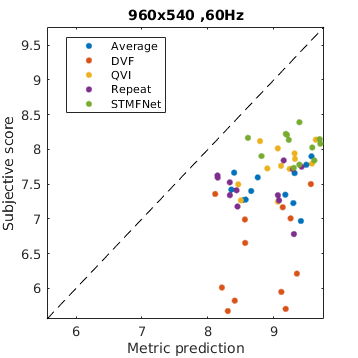 960x540 ,60Hz
Average
DVF
QVI
Repeat
STMFNet
Subjective score
9.5
9
8.5
8
7.5
7
6.5
6
6 7 8 9
Metric prediction